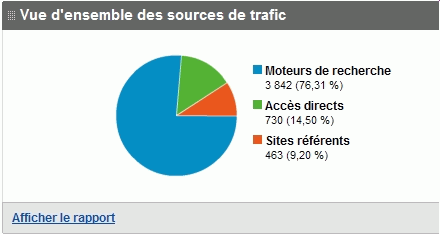 Vue d'ensemble des sources de trafic
Moteurs de recherche
3 842 (76,31 %)
Accès directs
730 (14,50 %)
Sites référents
463 (9,20 %)
Afficher le rapport